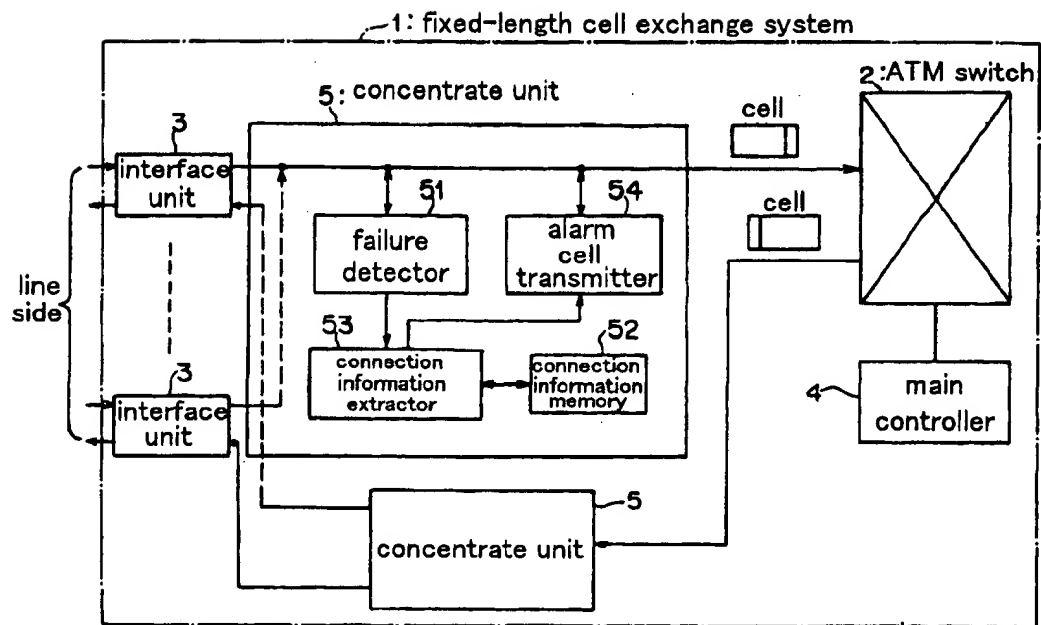 1: fixed-length cell exchange system
2:ATM switch
5: concentrate unit
cell
3
interface
unit
51
54
cell
failure
detector
alarm
cell
transmitter
line
side
53
52
connection
information
extractor
connection
information
memory
3
interface
unit
4
main
controller
5
concentrate unit